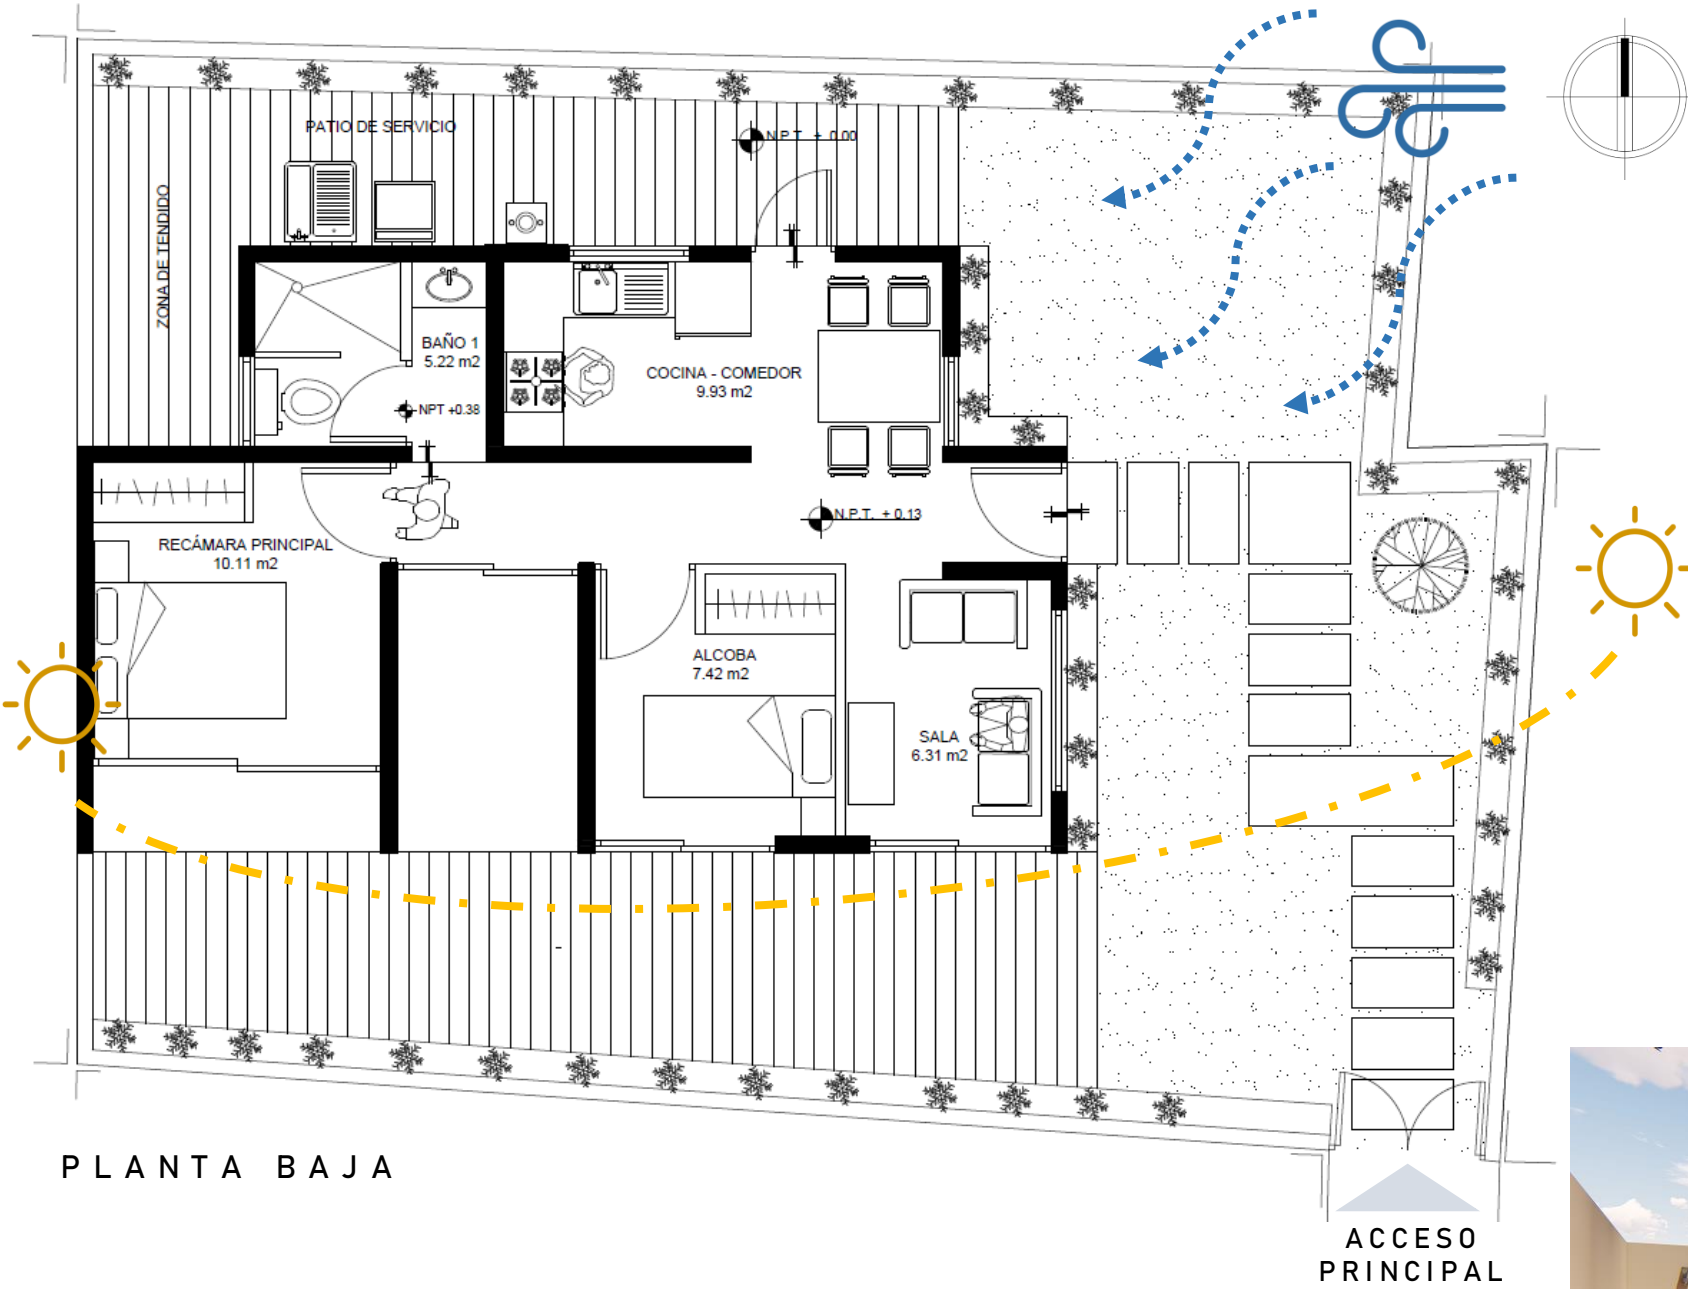 PATIO DE SERVICIO
N.P.T. + 0.00
ZONA DE TENDIDO
BAÑO 1
5.22 m2
NPT +0.38
COCINA - COMEDOR
9.93 m2
N.P.T. + 0.13
RECÁMARA PRINCIPAL
10.11 m2
ALCOBA
7.42 m2
SALA
6.31 m2
PLANTA BAJA
ACCESO
PRINCIPAL